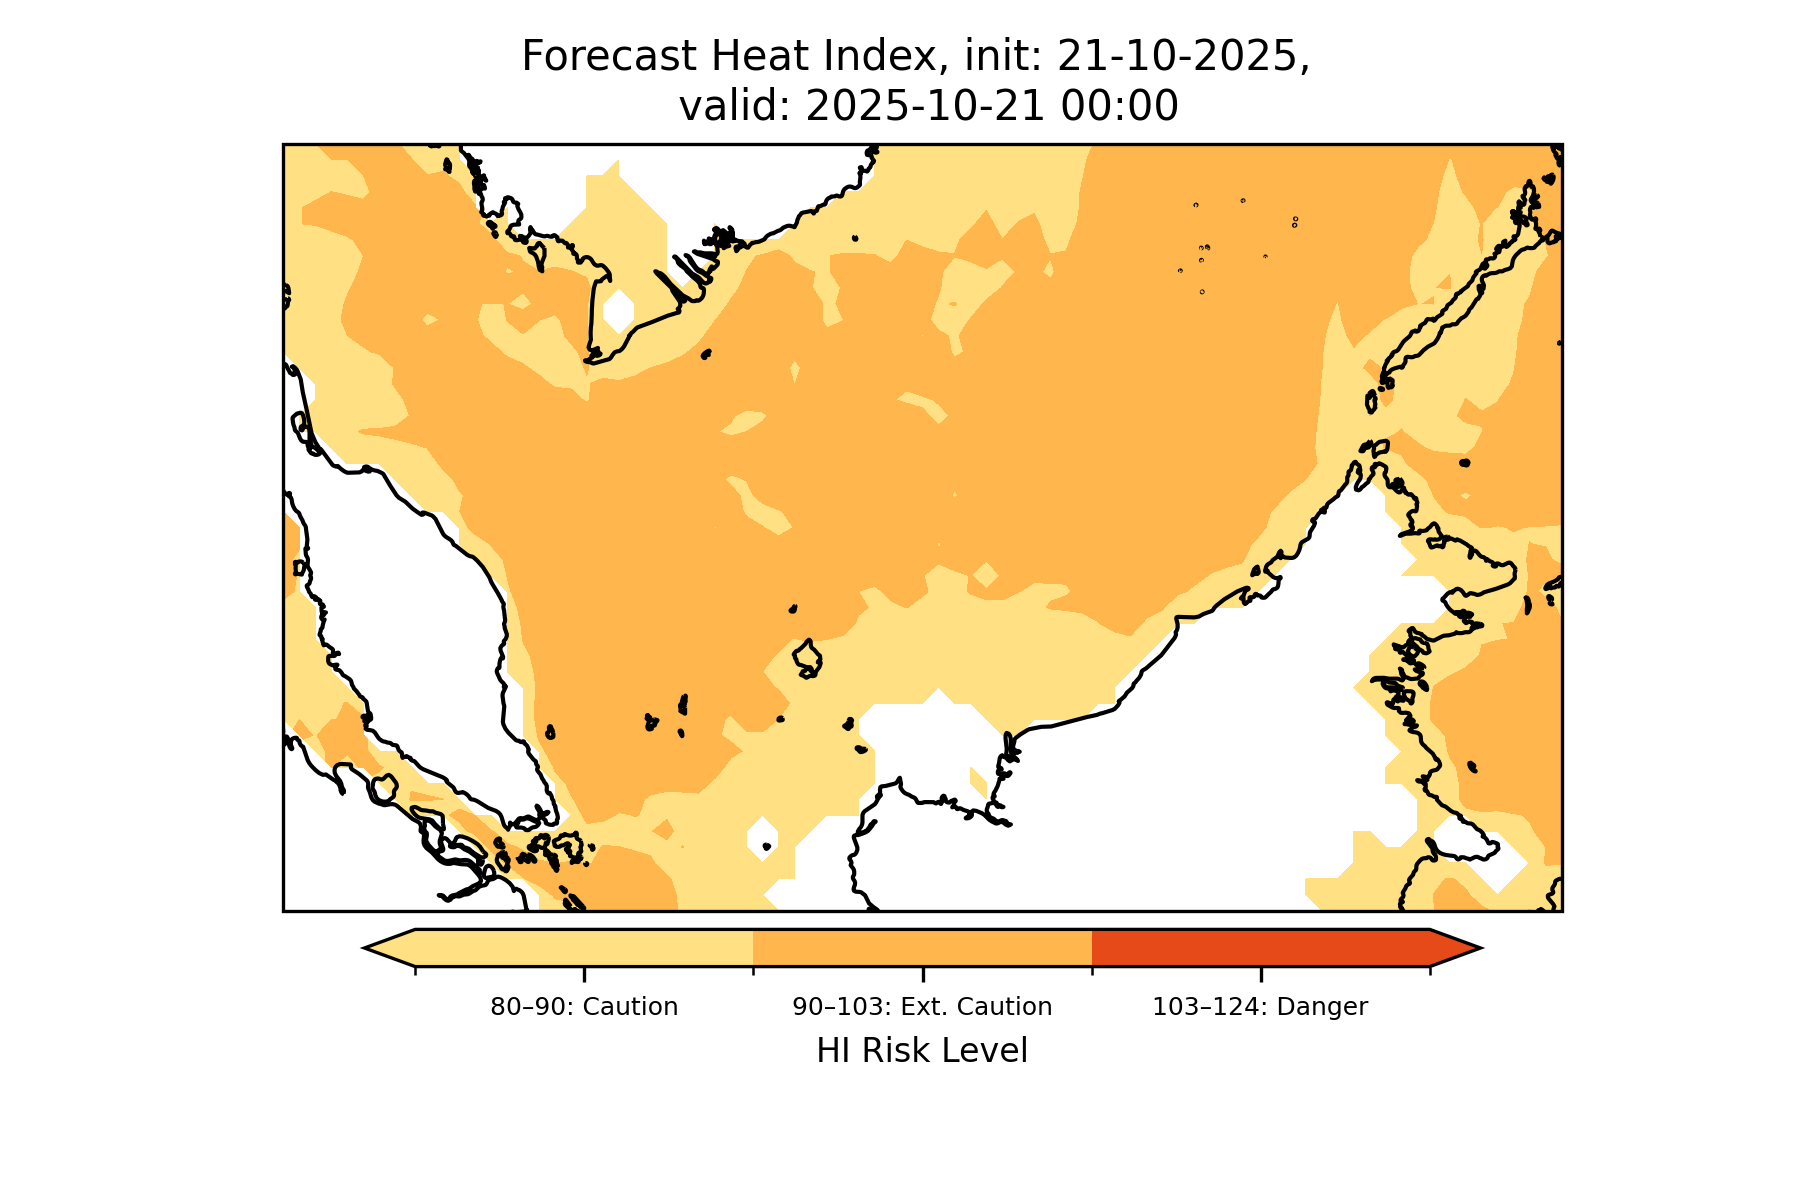 Forecast Heat Index, init: 21-10-2025,
valid: 2025-10-21 00:00
80–90: Caution
90–103: Ext. Caution
103–124: Danger
HI Risk Level